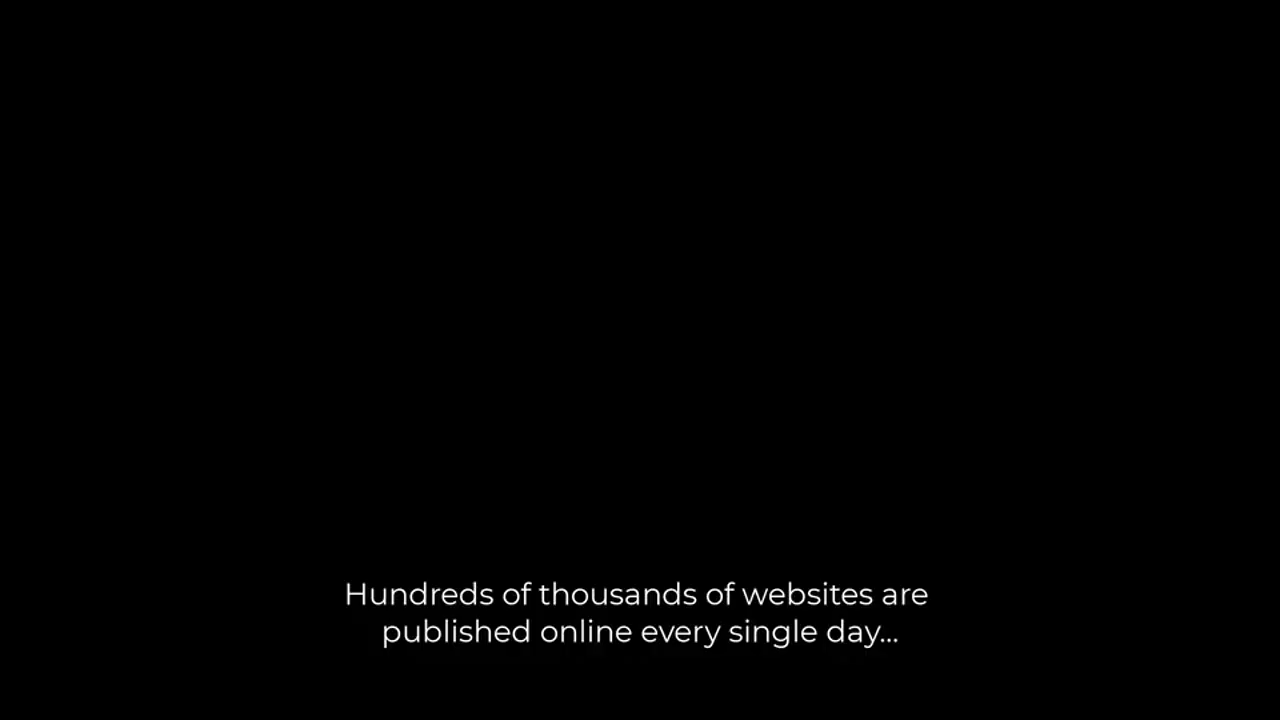 Hundreds of thousands of websites are
published online every single day...